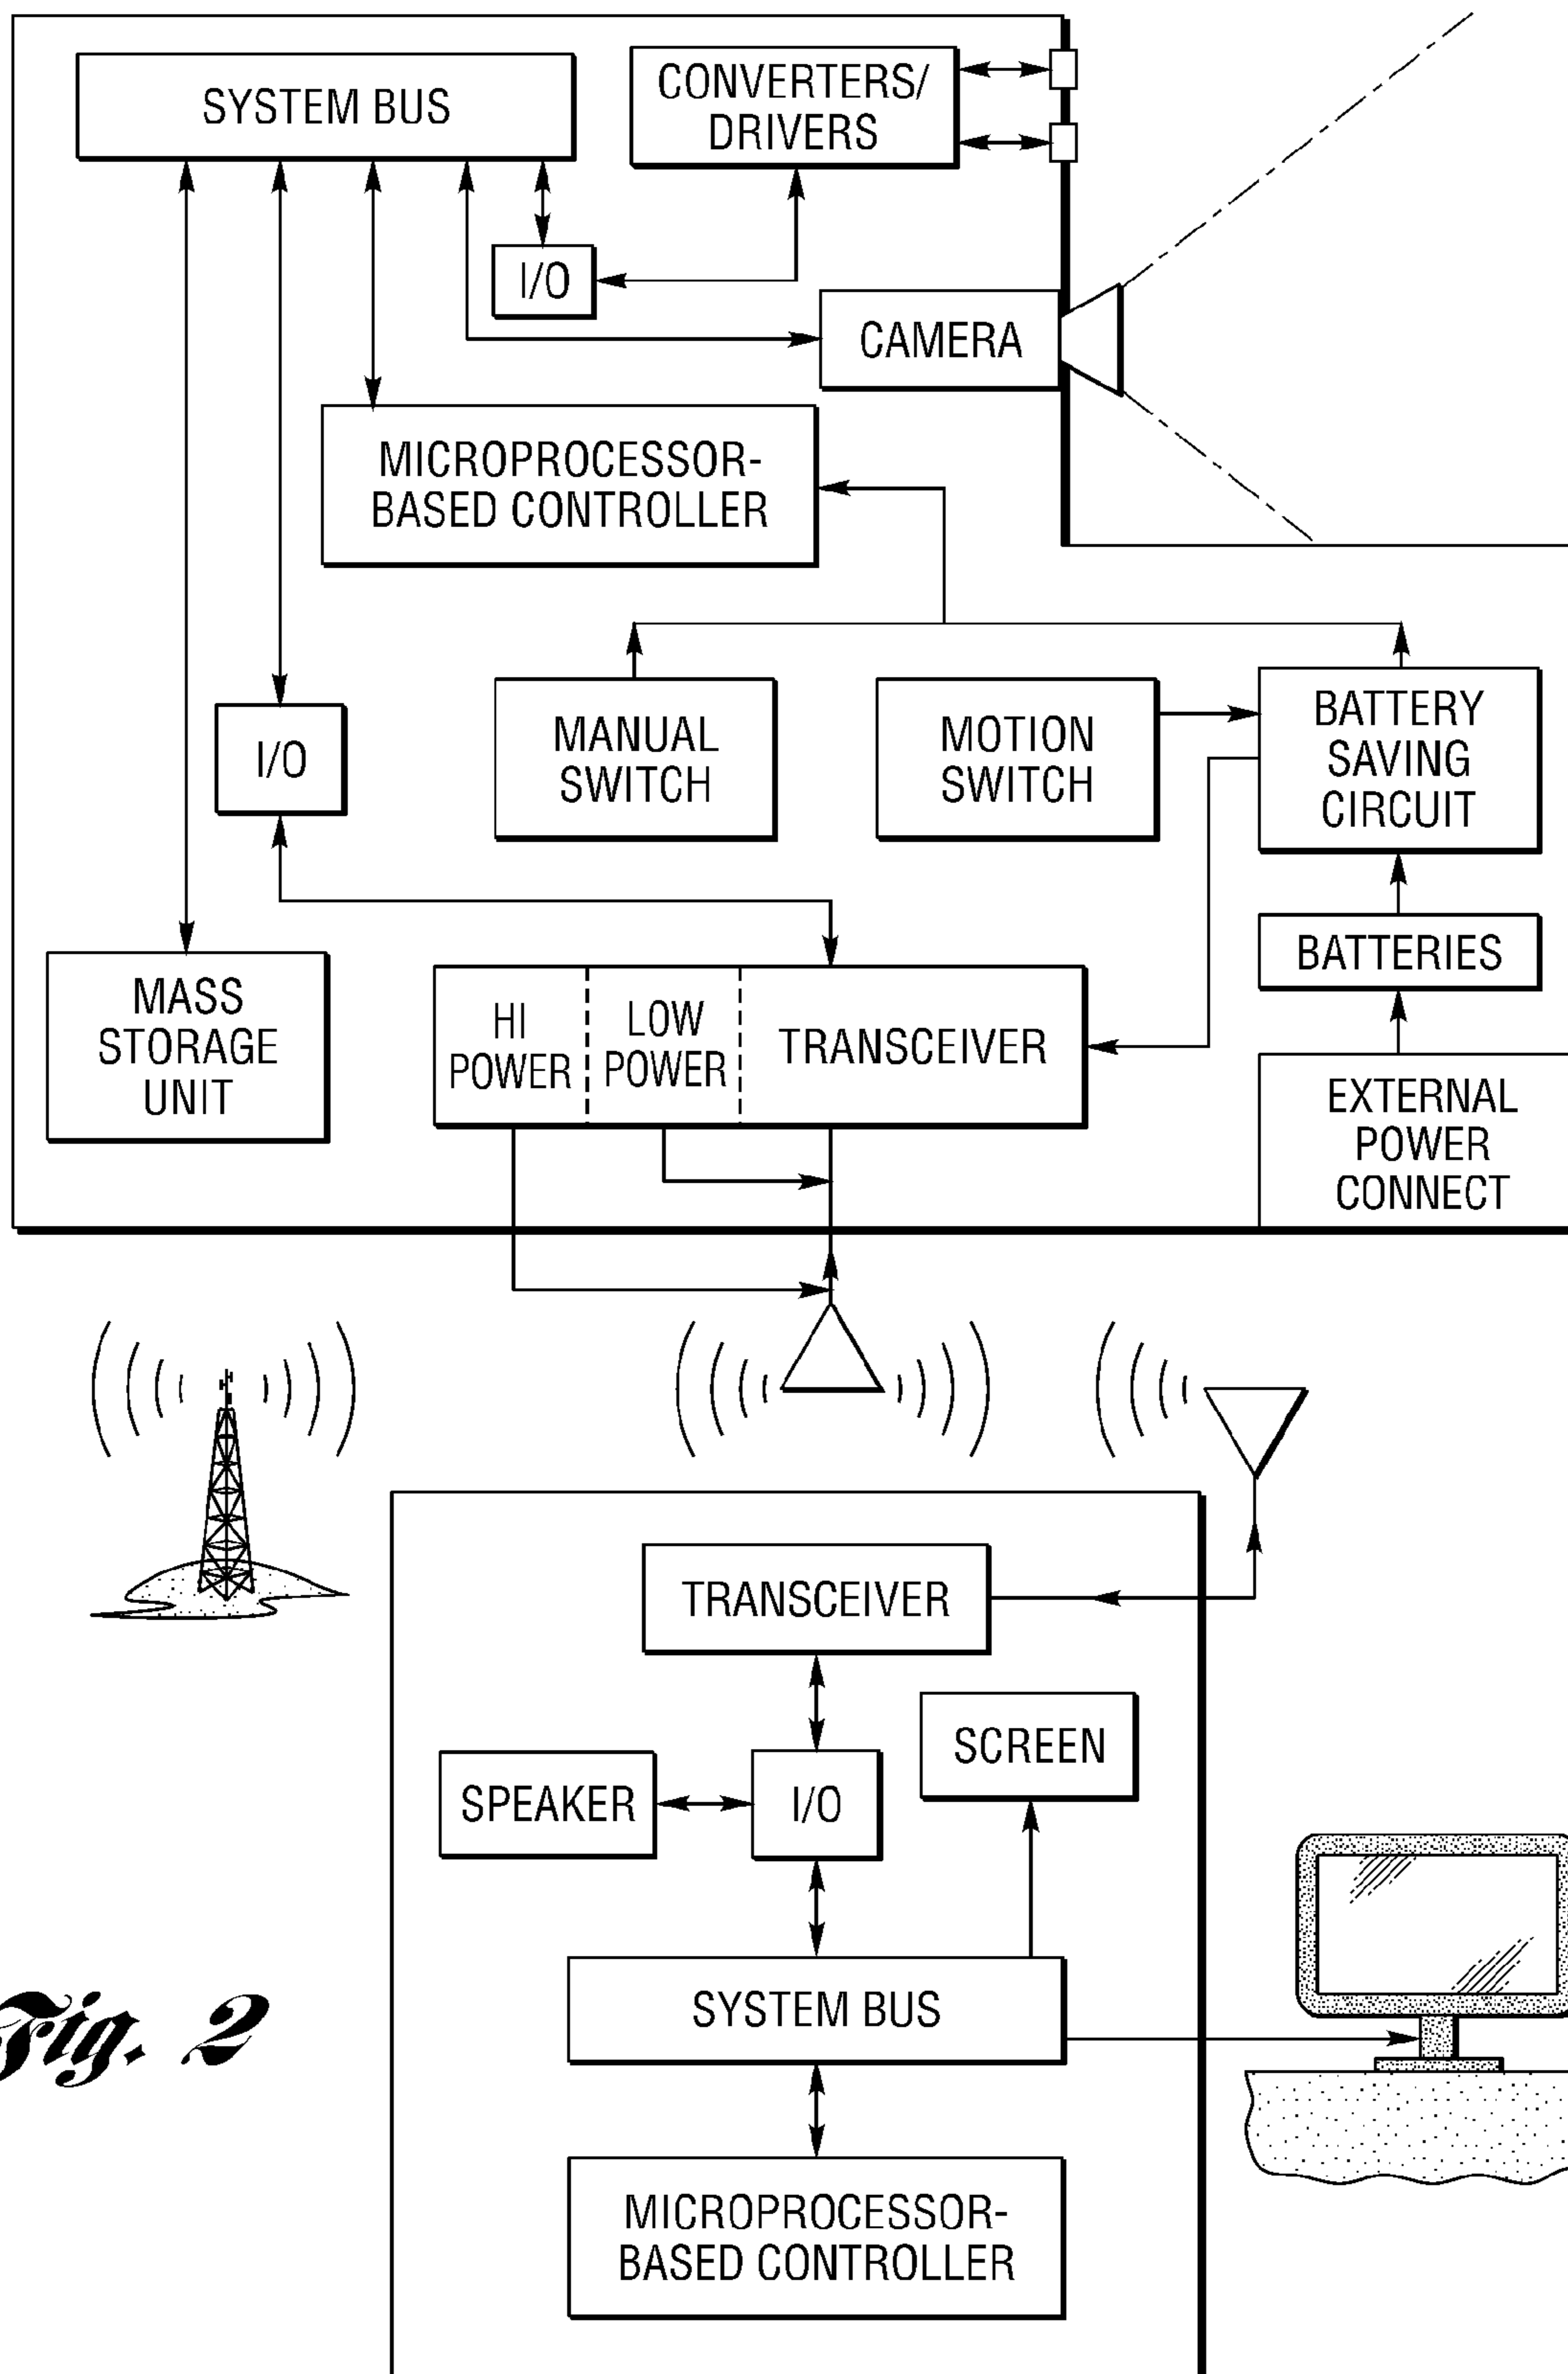 SYSTEM BUS
CONVERTERS/
DRIVERS
I/O
CAMERA
MICROPROCESSOR-
BASED CONTROLLER
MANUAL
SWITCH
MOTION
SWITCH
BATTERY
SAVING
CIRCUIT
I/O
BATTERIES
MASS
STORAGE
UNIT
HI
POWER
LOW
POWER
TRANSCEIVER
EXTERNAL
POWER
CONNECT
TRANSCEIVER
SCREEN
SPEAKER
I/O
SYSTEM BUS
Fig. 2
MICROPROCESSOR-
BASED CONTROLLER